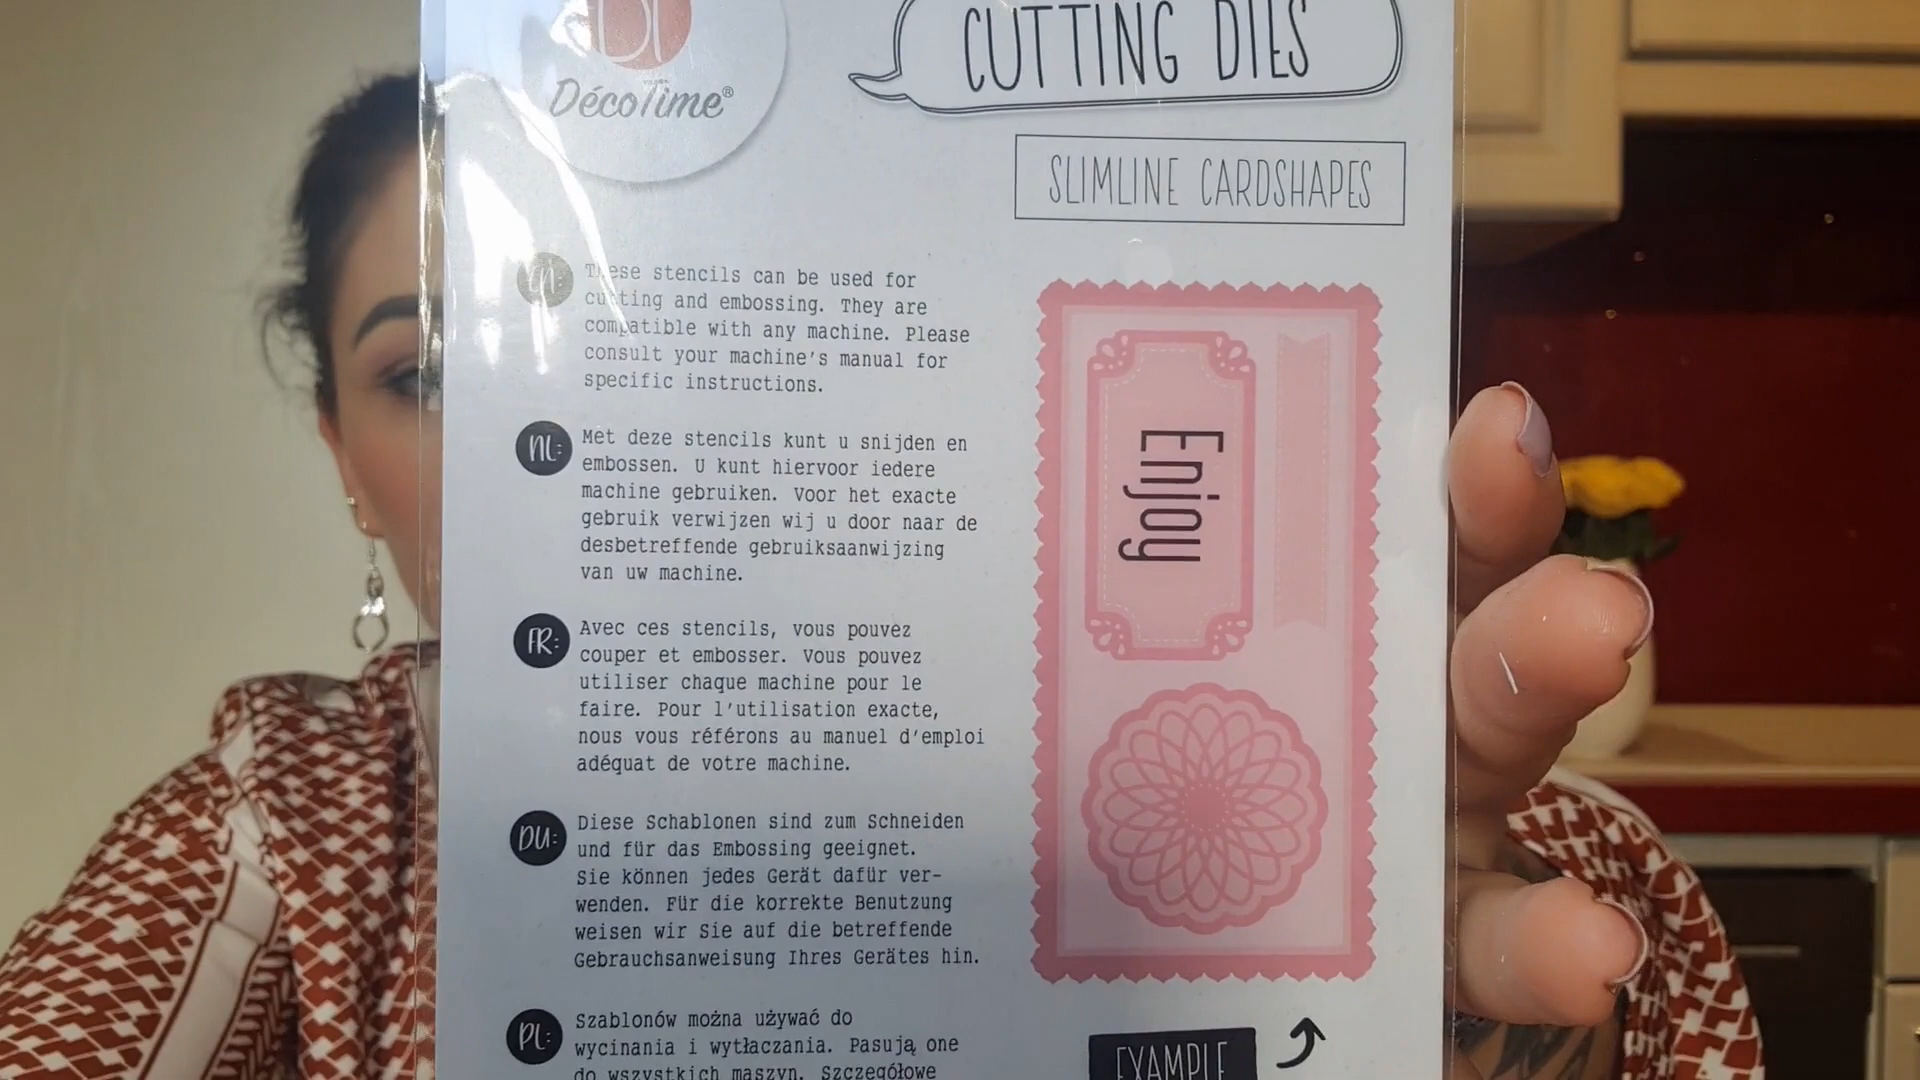 DécoTime®
CUTTING DIES
SLIMLINE CARDSHAPES
EN:
These stencils can be used for
cutting and embossing. They are
compatible with any machine. Please
consult your machine's manual for
specific instructions.
NL:
Met deze stencils kunt u snijden en
embossen. U kunt hiervoor iedere
machine gebruiken. Voor het exacte
gebruik verwijzen wij u door naar de
desbetreffende gebruiksaanwijzing
van uw machine.
FR:
Avec ces stencils, vous pouvez
couper et embosser. Vous pouvez
utiliser chaque machine pour le
faire. Pour l'utilisation exacte,
nous vous référons au manuel d'emploi
adéquat de votre machine.
DU:
Diese Schablonen sind zum Schneiden
und für das Embossing geeignet.
Sie können jedes Gerät dafür ver-
wenden. Für die korrekte Benutzung
weisen wir Sie auf die betreffende
Gebrauchsanweisung Ihres Gerätes hin.
PL:
Szablonów można używać do
wycinania i wytłaczania. Pasują one
do wszystkich maszyn. Szczegółowe
Enjoy
EXAMPLE